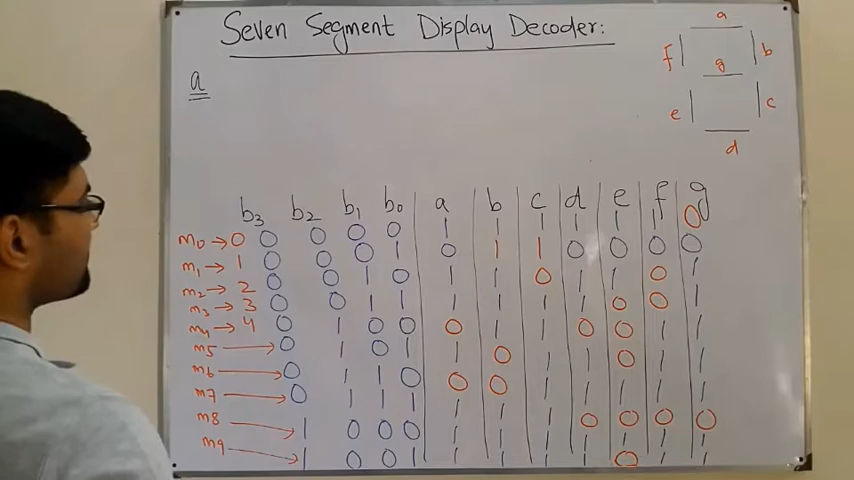 Seven Segment Display Decoder:
a
a
f b
g
e c
d
b3 b2 b1 b0 a b c d e f g
m0 → 0 0 0 0 0 1 1 1 1 1 1 0
m1 → 1 0 0 0 1 0 1 1 0 0 0 0
m2 → 2 0 0 1 0 1 1 0 1 1 0 1
m3 → 3 0 0 1 1 1 1 1 1 0 0 1
m4 → 4 0 1 0 0 0 1 1 0 0 1 1
m5 → 0 1 0 1 1 0 1 1 0 1 1
m6 → 0 1 1 0 0 0 1 1 1 1 1
m7 → 0 1 1 1 1 1 1 0 0 0 0
m8 → 1 0 0 0 1 1 1 1 1 1 1
m9 → 1 0 0 1 1 1 1 1 0 1 1